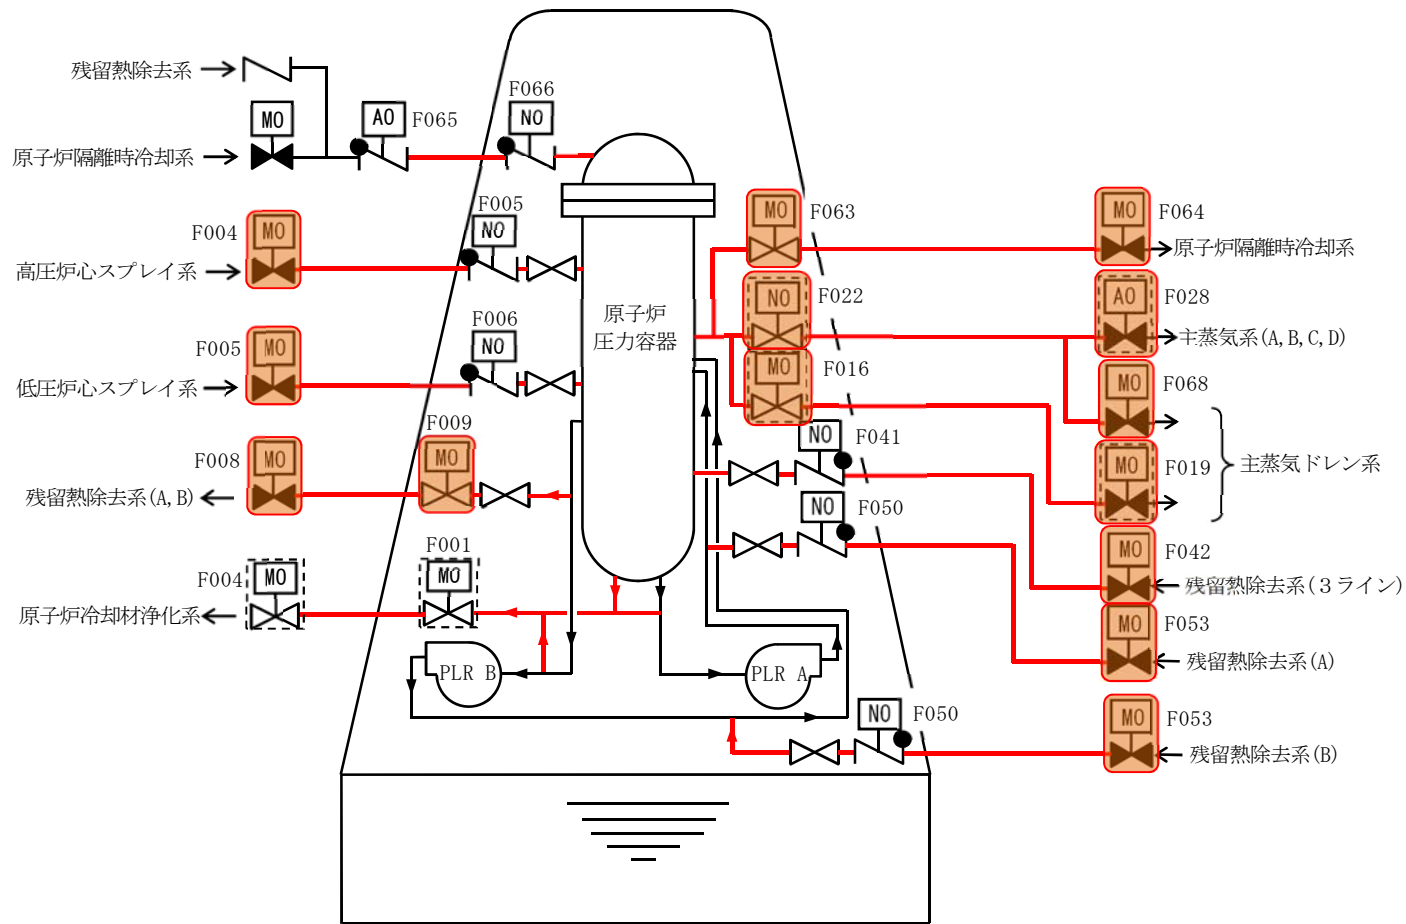 残留熱除去系
MO
AO
F065
F066
NO
原子炉隔離時冷却系
F004
MO
高圧炉心スプレイ系
F005
NO
F005
MO
低圧炉心スプレイ系
F006
NO
F008
MO
残留熱除去系(A,B)
F009
MO
F004
MO
原子炉冷却材浄化系
F001
MO
原子炉
圧力容器
PLR B
PLR A
MO
F063
MO
F064
原子炉隔離時冷却系
NO
F022
AO
F028
主蒸気系(A,B,C,D)
MO
F016
MO
F068
MO
F019
主蒸気ドレン系
NO
F041
NO
F050
MO
F042
残留熱除去系(３ライン)
MO
F053
残留熱除去系(A)
NO
F050
MO
F053
残留熱除去系(B)